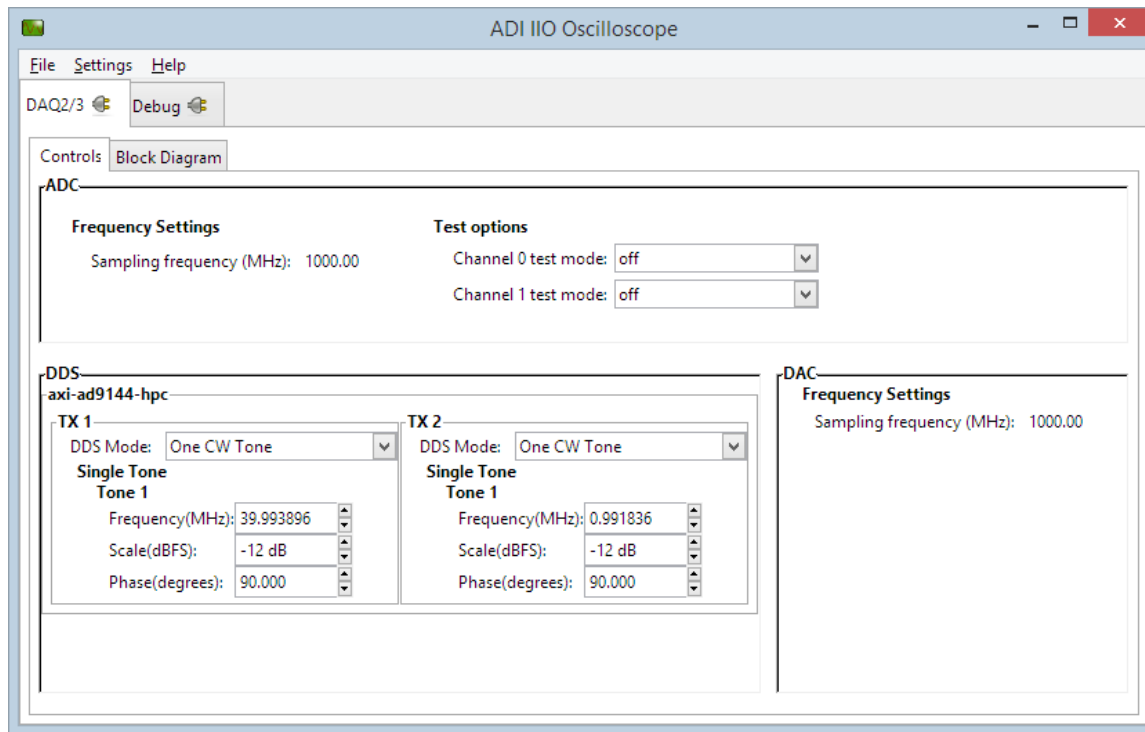 ADI IIO Oscilloscope
File Settings Help
DAQ2/3 Debug
Controls Block Diagram
ADC
Frequency Settings
Sampling frequency (MHz): 1000.00
Test options
Channel 0 test mode: off
Channel 1 test mode: off
DDS
axi-ad9144-hpc
TX 1
DDS Mode: One CW Tone
Single Tone
Tone 1
Frequency(MHz): 39.993896
Scale(dBFS): -12 dB
Phase(degrees): 90.000
TX 2
DDS Mode: One CW Tone
Single Tone
Tone 1
Frequency(MHz): 0.991836
Scale(dBFS): -12 dB
Phase(degrees): 90.000
DAC
Frequency Settings
Sampling frequency (MHz): 1000.00